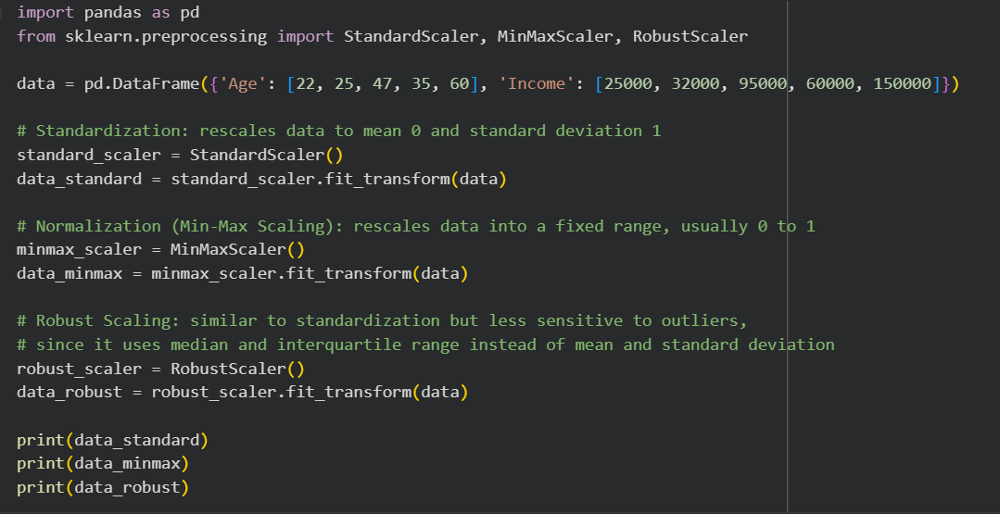 import pandas as pd
from sklearn.preprocessing import StandardScaler, MinMaxScaler, RobustScaler
data = pd.DataFrame({'Age': [22, 25, 47, 35, 60], 'Income': [25000, 32000, 95000, 60000, 150000]})
# Standardization: rescales data to mean 0 and standard deviation 1
standard_scaler = StandardScaler()
data_standard = standard_scaler.fit_transform(data)
# Normalization (Min-Max Scaling): rescales data into a fixed range, usually 0 to 1
minmax_scaler = MinMaxScaler()
data_minmax = minmax_scaler.fit_transform(data)
# Robust Scaling: similar to standardization but less sensitive to outliers,
# since it uses median and interquartile range instead of mean and standard deviation
robust_scaler = RobustScaler()
data_robust = robust_scaler.fit_transform(data)
print(data_standard)
print(data_minmax)
print(data_robust)